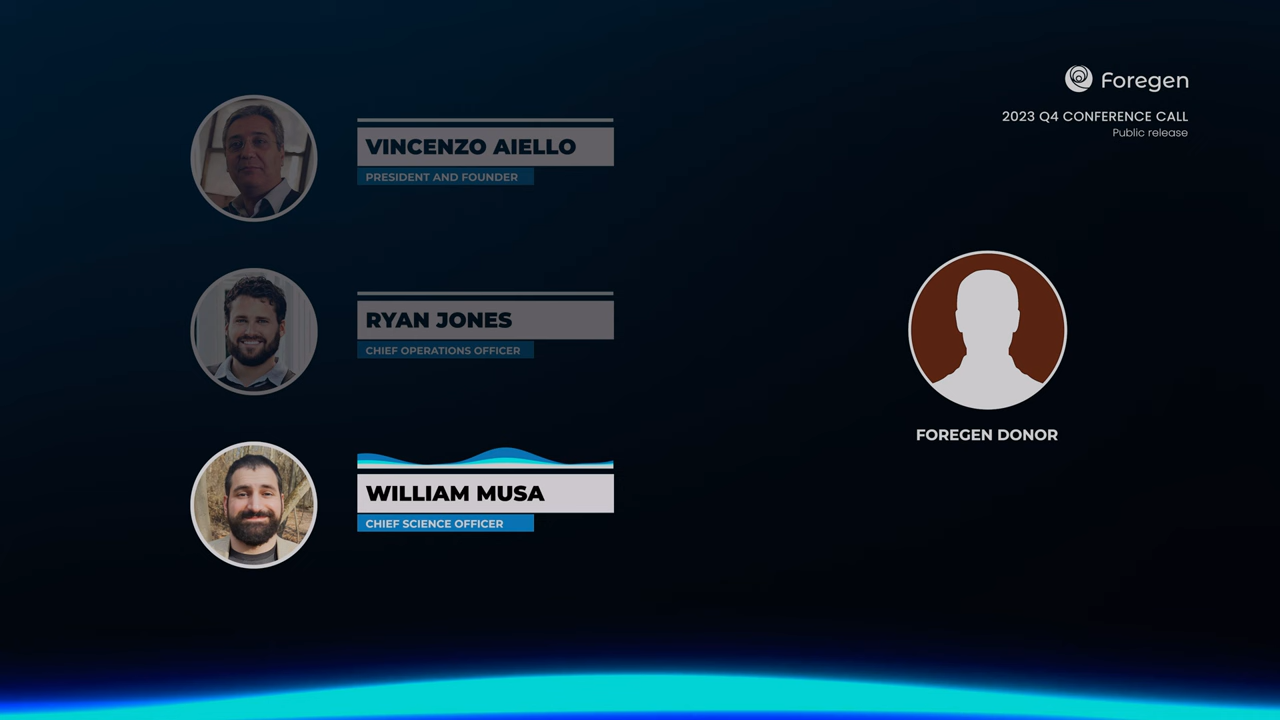 Foregen
2023 Q4 CONFERENCE CALL
Public release
VINCENZO AIELLO
PRESIDENT AND FOUNDER
RYAN JONES
CHIEF OPERATIONS OFFICER
FOREGEN DONOR
WILLIAM MUSA
CHIEF SCIENCE OFFICER